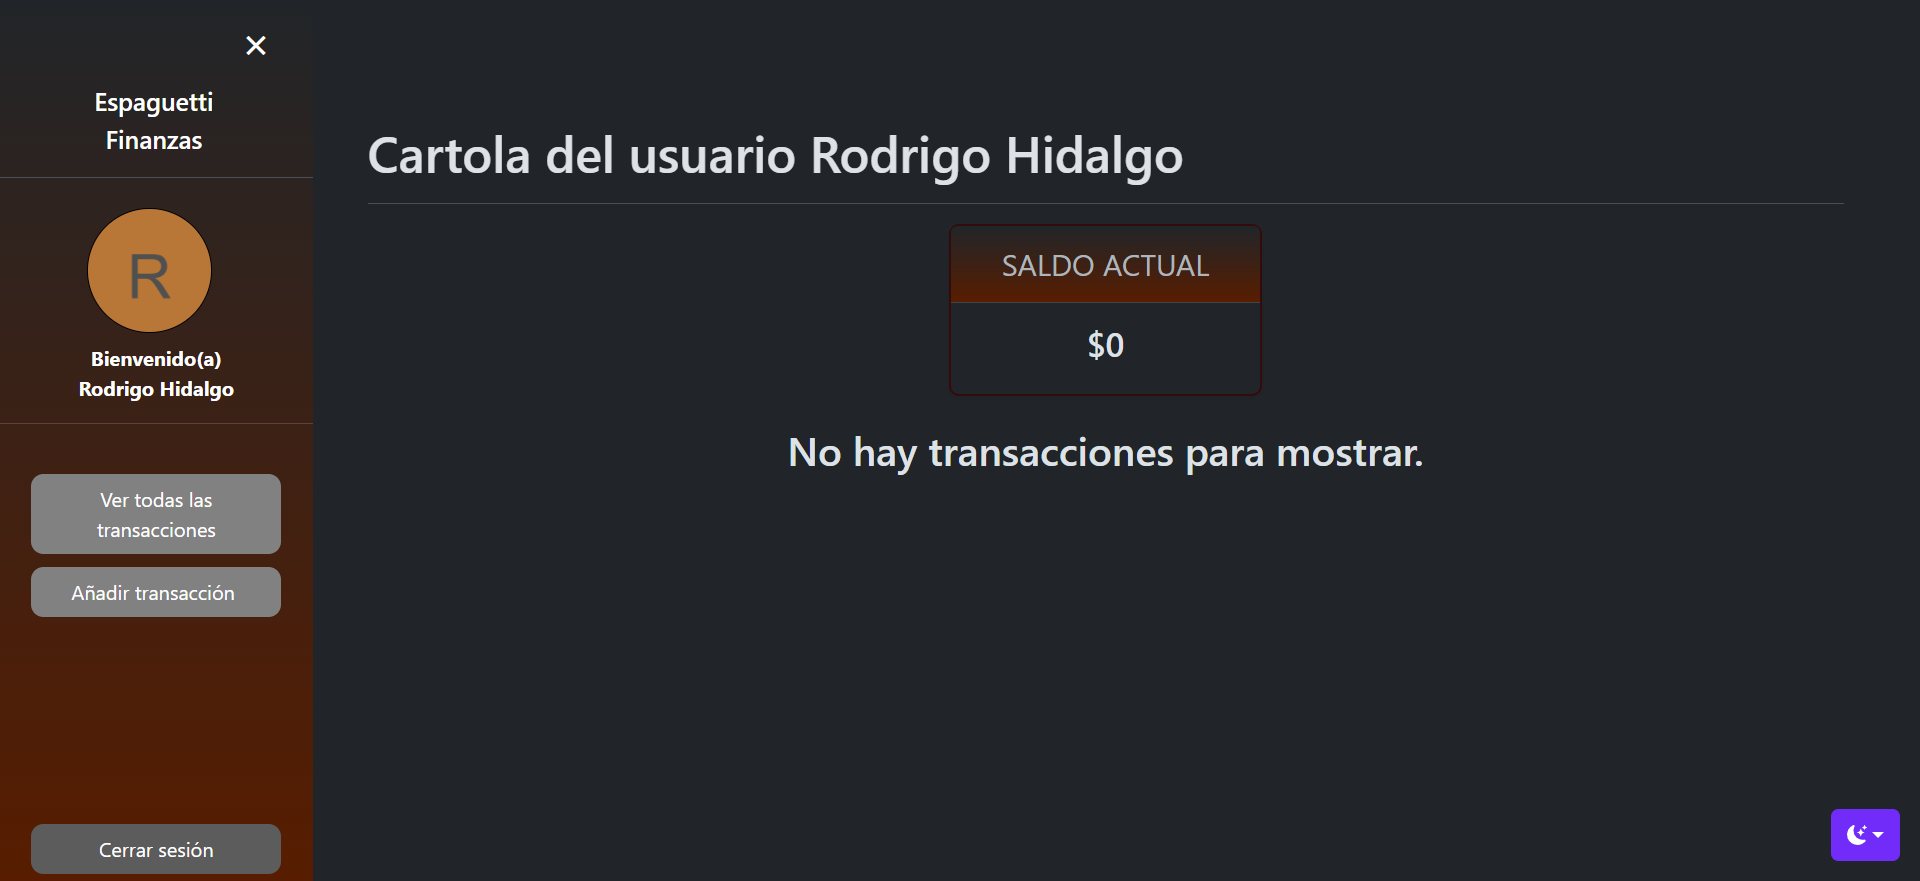 Espaguetti
Finanzas
R
Bienvenido(a)
Rodrigo Hidalgo
Ver todas las
transacciones
Añadir transacción
Cerrar sesión
Cartola del usuario Rodrigo Hidalgo
SALDO ACTUAL
$0
No hay transacciones para mostrar.